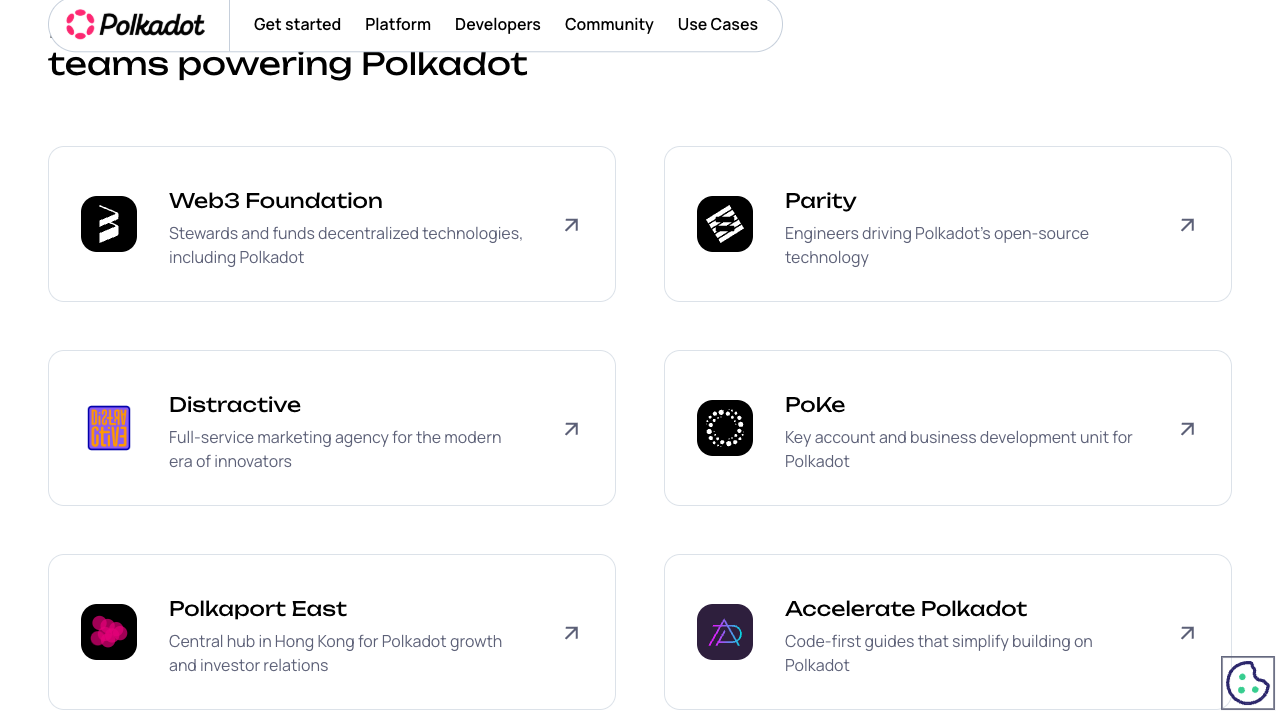 Polkadot
Get started
Platform
Developers
Community
Use Cases
teams powering Polkadot
Web3 Foundation
Stewards and funds decentralized technologies,
including Polkadot
Parity
Engineers driving Polkadot's open-source
technology
DiSTRV
CTiVE
Distractive
Full-service marketing agency for the modern
era of innovators
PoKe
Key account and business development unit for
Polkadot
Polkaport East
Central hub in Hong Kong for Polkadot growth
and investor relations
Accelerate Polkadot
Code-first guides that simplify building on
Polkadot